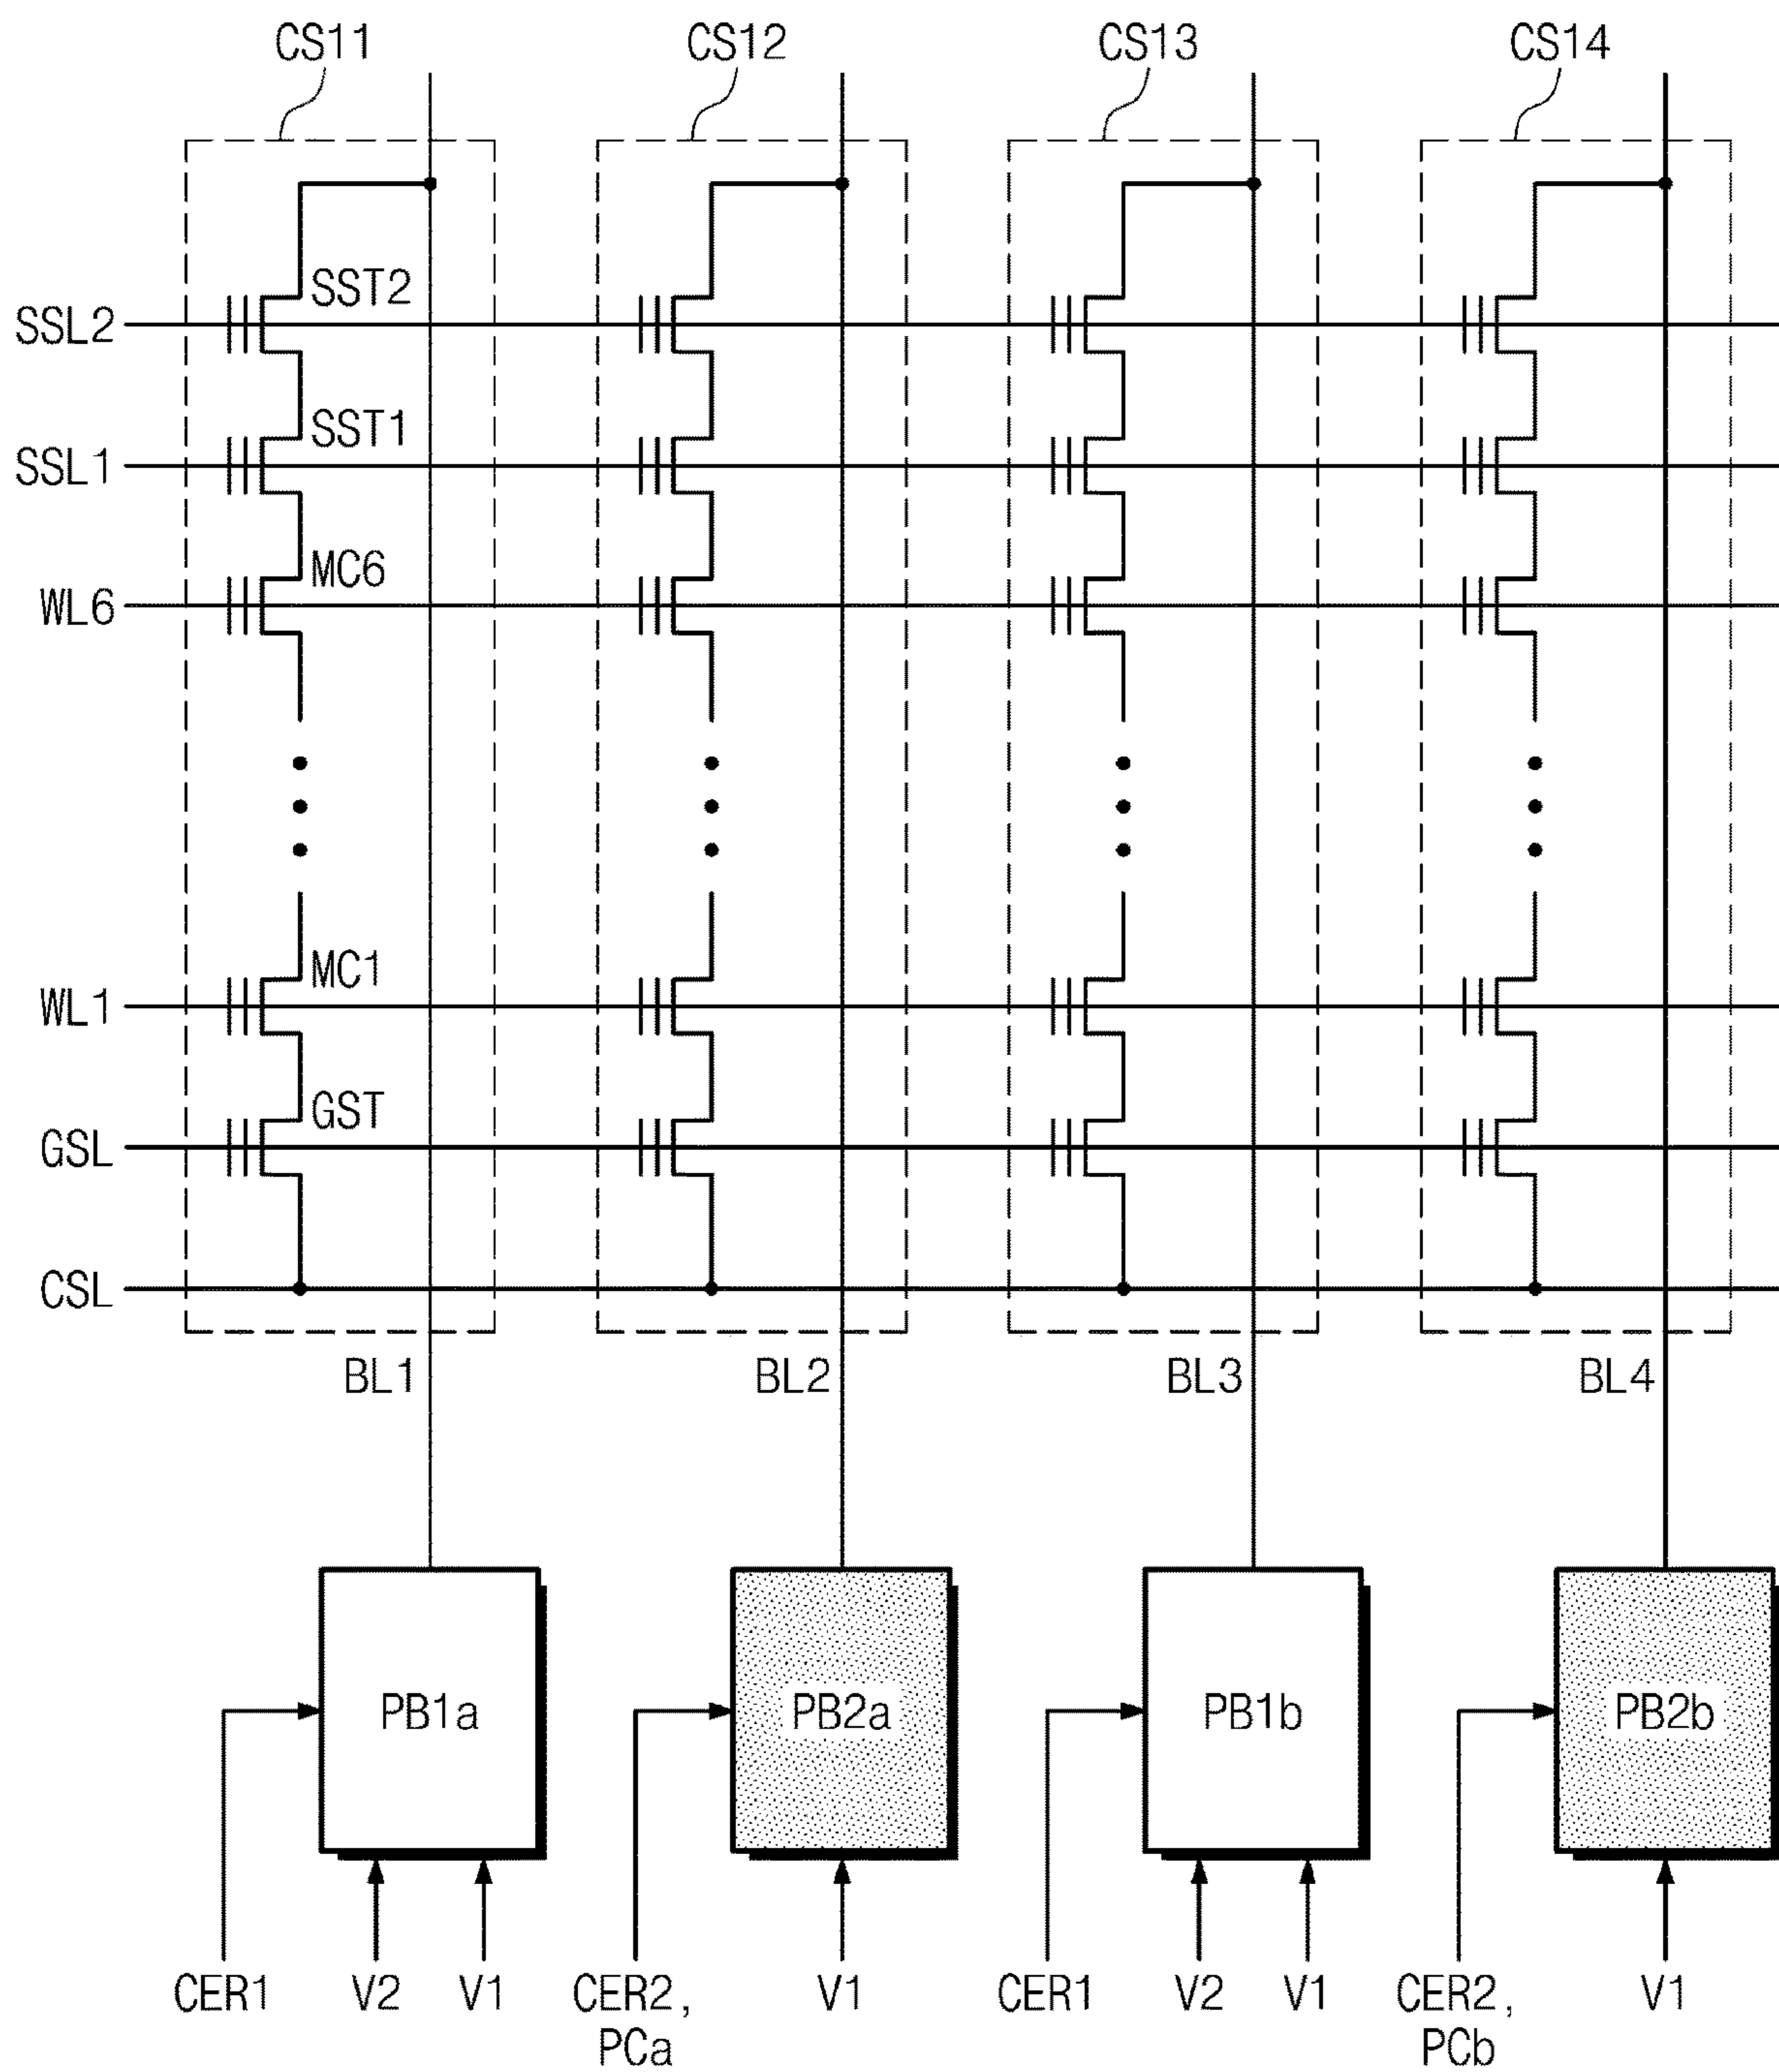 CS11 CS12 CS13 CS14
SST2
SSL2
SST1
SSL1
MC6
WL6
MC1
WL1
GST
GSL
CSL
BL1 BL2 BL3 BL4
PB1a PB2a PB1b PB2b
CER1 V2 V1 CER2, V1 CER1 V2 V1 CER2, V1
PCa PCb